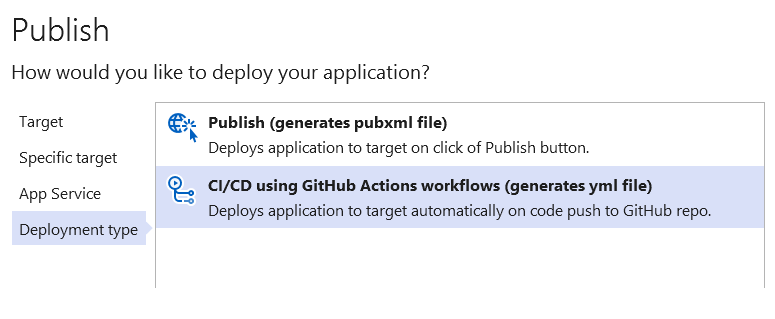 Publish
How would you like to deploy your application?
Target
Specific target
App Service
Deployment type
Publish (generates pubxml file)
Deploys application to target on click of Publish button.
CI/CD using GitHub Actions workflows (generates yml file)
Deploys application to target automatically on code push to GitHub repo.